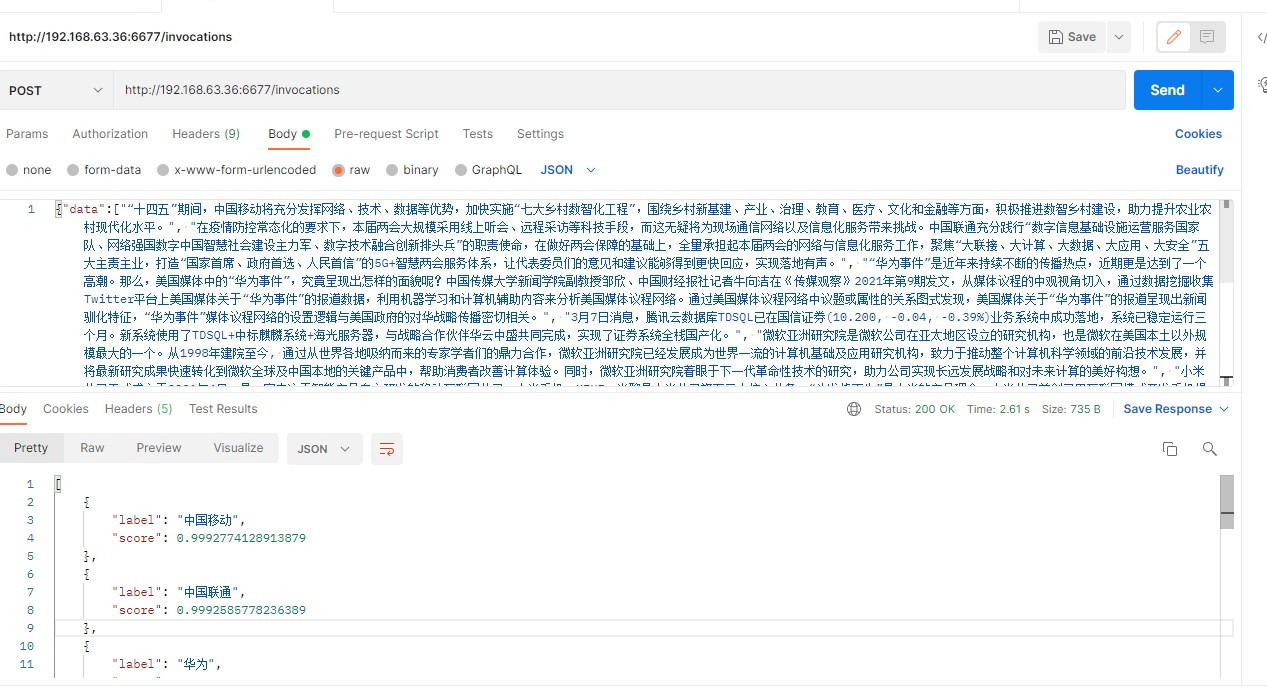 http://192.168.63.36:6677/invocations
Save
POST
http://192.168.63.36:6677/invocations
Send
Params Authorization Headers (9) Body Pre-request Script Tests Settings Cookies
none form-data x-www-form-urlencoded raw binary GraphQL JSON Beautify
1 {"data":["“十四五”期间，中国移动将充分发挥网络、技术、数据等优势，加快实施“七大乡村数智化工程”，围绕乡村新基建、产业、治理、教育、医疗、文化和金融等方面，积极推进数智乡村建设，助力提升农业农
村现代化水平。", "在疫情防控常态化的要求下，本届两会大规模采用线上听会、远程采访等科技手段，而这无疑将为现场通信网络以及信息化服务带来挑战。中国联通充分践行“数字信息基础设施运营服务国家
队、网络强国数字中国智慧社会建设主力军、数字技术融合创新排头兵”的职责使命，在做好两会保障的基础上，全量承担起本届两会的网络与信息化服务工作，聚焦“大联接、大计算、大数据、大应用、大安全”五
大主责主业，打造“国家首席、政府首选、人民首信”的5G+智慧两会服务体系，让代表委员们的意见和建议能够得到更快回应，实现落地有声。", "“华为事件”是近年来持续不断的传播热点，近期更是达到了一个
高潮。那么，美国媒体中的“华为事件”，究竟呈现出怎样的面貌呢？中国传媒大学新闻学院副教授邹欣、中国财经报社记者牛向洁在《传媒观察》2021年第9期发文，从媒体议程的中观视角切入，通过数据挖掘收集
Twitter平台上美国媒体关于“华为事件”的报道数据，利用机器学习和计算机辅助内容来分析美国媒体议程网络。通过美国媒体议程网络中议题或属性的关系图式发现，美国媒体关于“华为事件”的报道呈现出新闻
驯化特征，“华为事件”媒体议程网络的设置逻辑与美国政府的对华战略传播密切相关。", "3月7日消息，腾讯云数据库TDSQL已在国信证券(10.200, -0.04, -0.39%)业务系统中成功落地，系统已稳定运行三
个月。新系统使用了TDSQL+中标麒麟系统+海光服务器，与战略合作伙伴华云中盛共同完成，实现了证券系统全栈国产化。", "微软亚洲研究院是微软公司在亚太地区设立的研究机构，也是微软在美国本土以外规
模最大的一个。从1998年建院至今，通过从世界各地吸纳而来的专家学者们的鼎力合作，微软亚洲研究院已经发展成为世界一流的计算机基础及应用研究机构，致力于推动整个计算机科学领域的前沿技术发展，并
将最新研究成果快速转化到微软全球及中国本地的关键产品中，帮助消费者改善计算体验。同时，微软亚洲研究院着眼于下一代革命性技术的研究，助力公司实现长远发展战略和对未来计算的美好构想。", "小米
Body Cookies Headers (5) Test Results Status: 200 OK Time: 2.61 s Size: 735 B Save Response
Pretty Raw Preview Visualize JSON
1 [
2 {
3 "label": "中国移动",
4 "score": 0.9992774128913879
5 },
6 {
7 "label": "中国联通",
8 "score": 0.9992585778236389
9 },
10 {
11 "label": "华为",